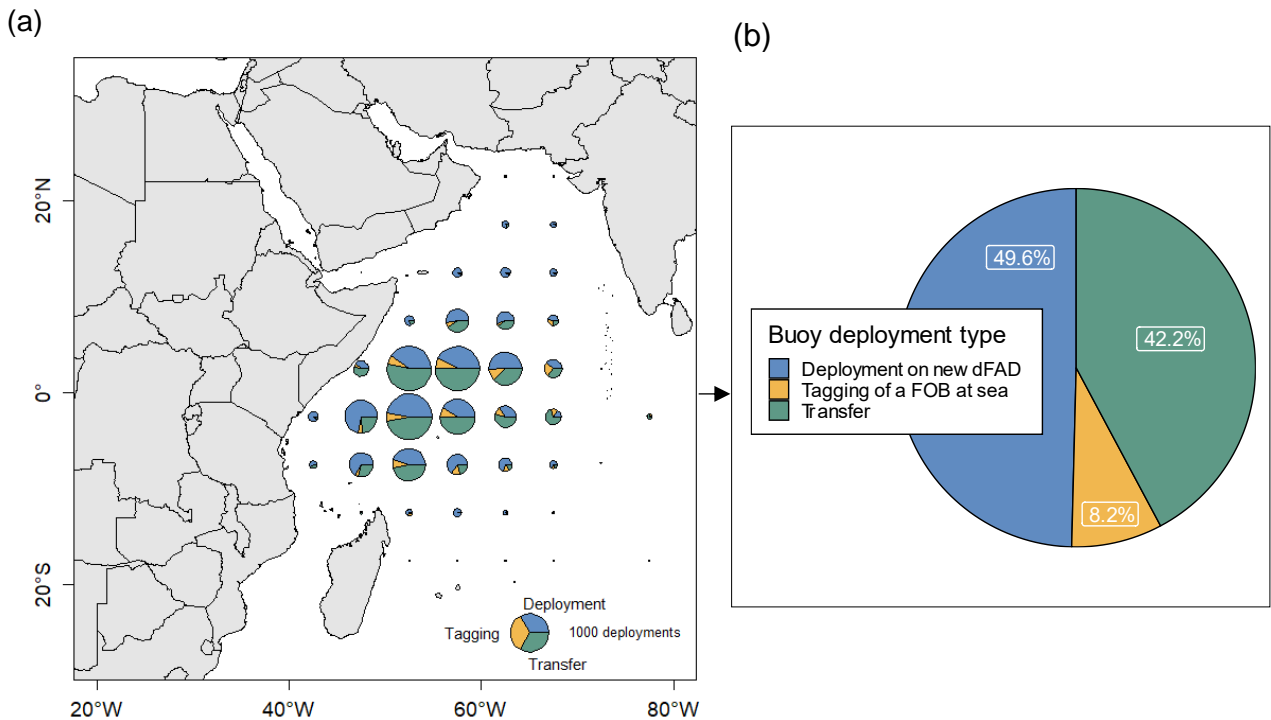 (a)
(b)
20°N
0°
20°S
20°W
40°W
60°W
80°W
Deployment
Tagging
1000 deployments
Transfer
49.6%
42.2%
8.2%
Buoy deployment type
Deployment on new dFAD
Tagging of a FOB at sea
Transfer